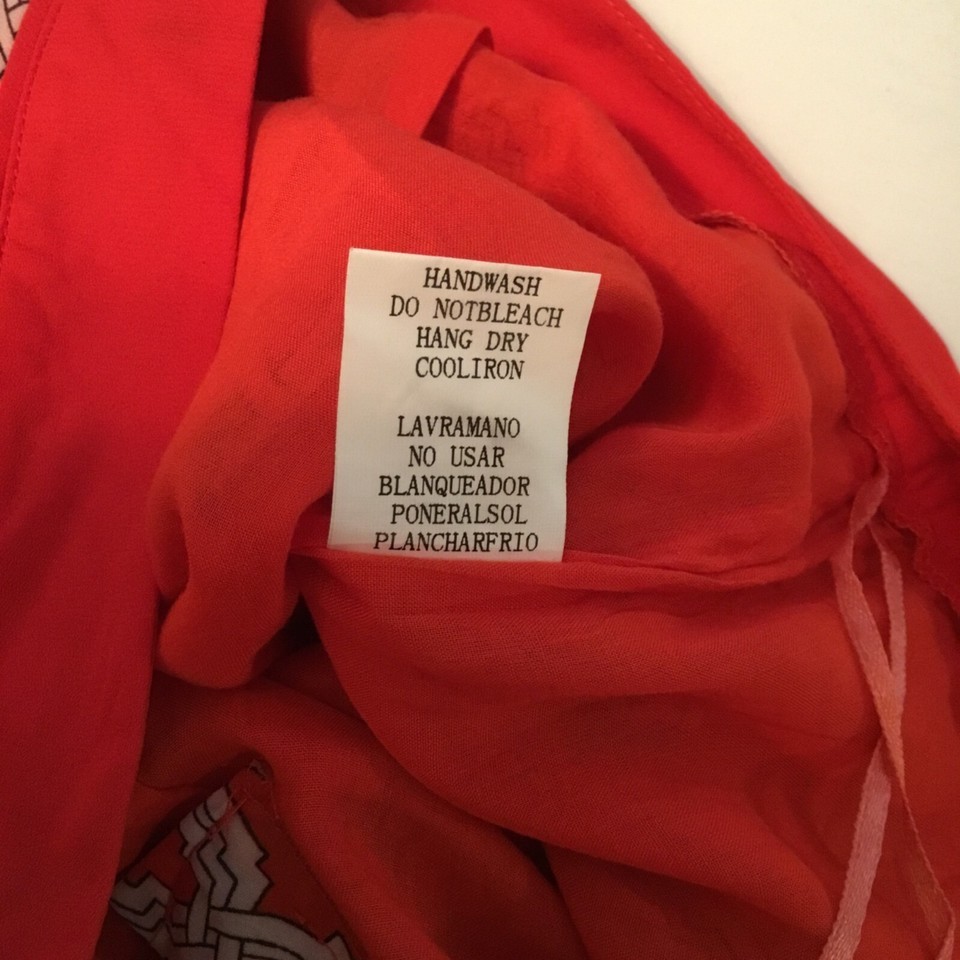 HANDWASH
DO NOTBLEACH
HANG DRY
COOLIRON
LAVRAMANO
NO USAR
BLANQUEADOR
PONERALSOL
PLANCHARFRIO